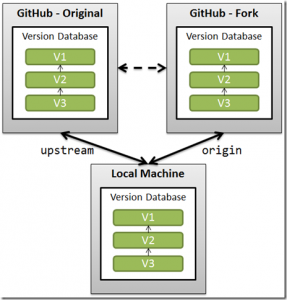 GitHub - Original
Version Database
V1
V2
V3
GitHub - Fork
Version Database
V1
V2
V3
upstream
origin
Local Machine
Version Database
V1
V2
V3